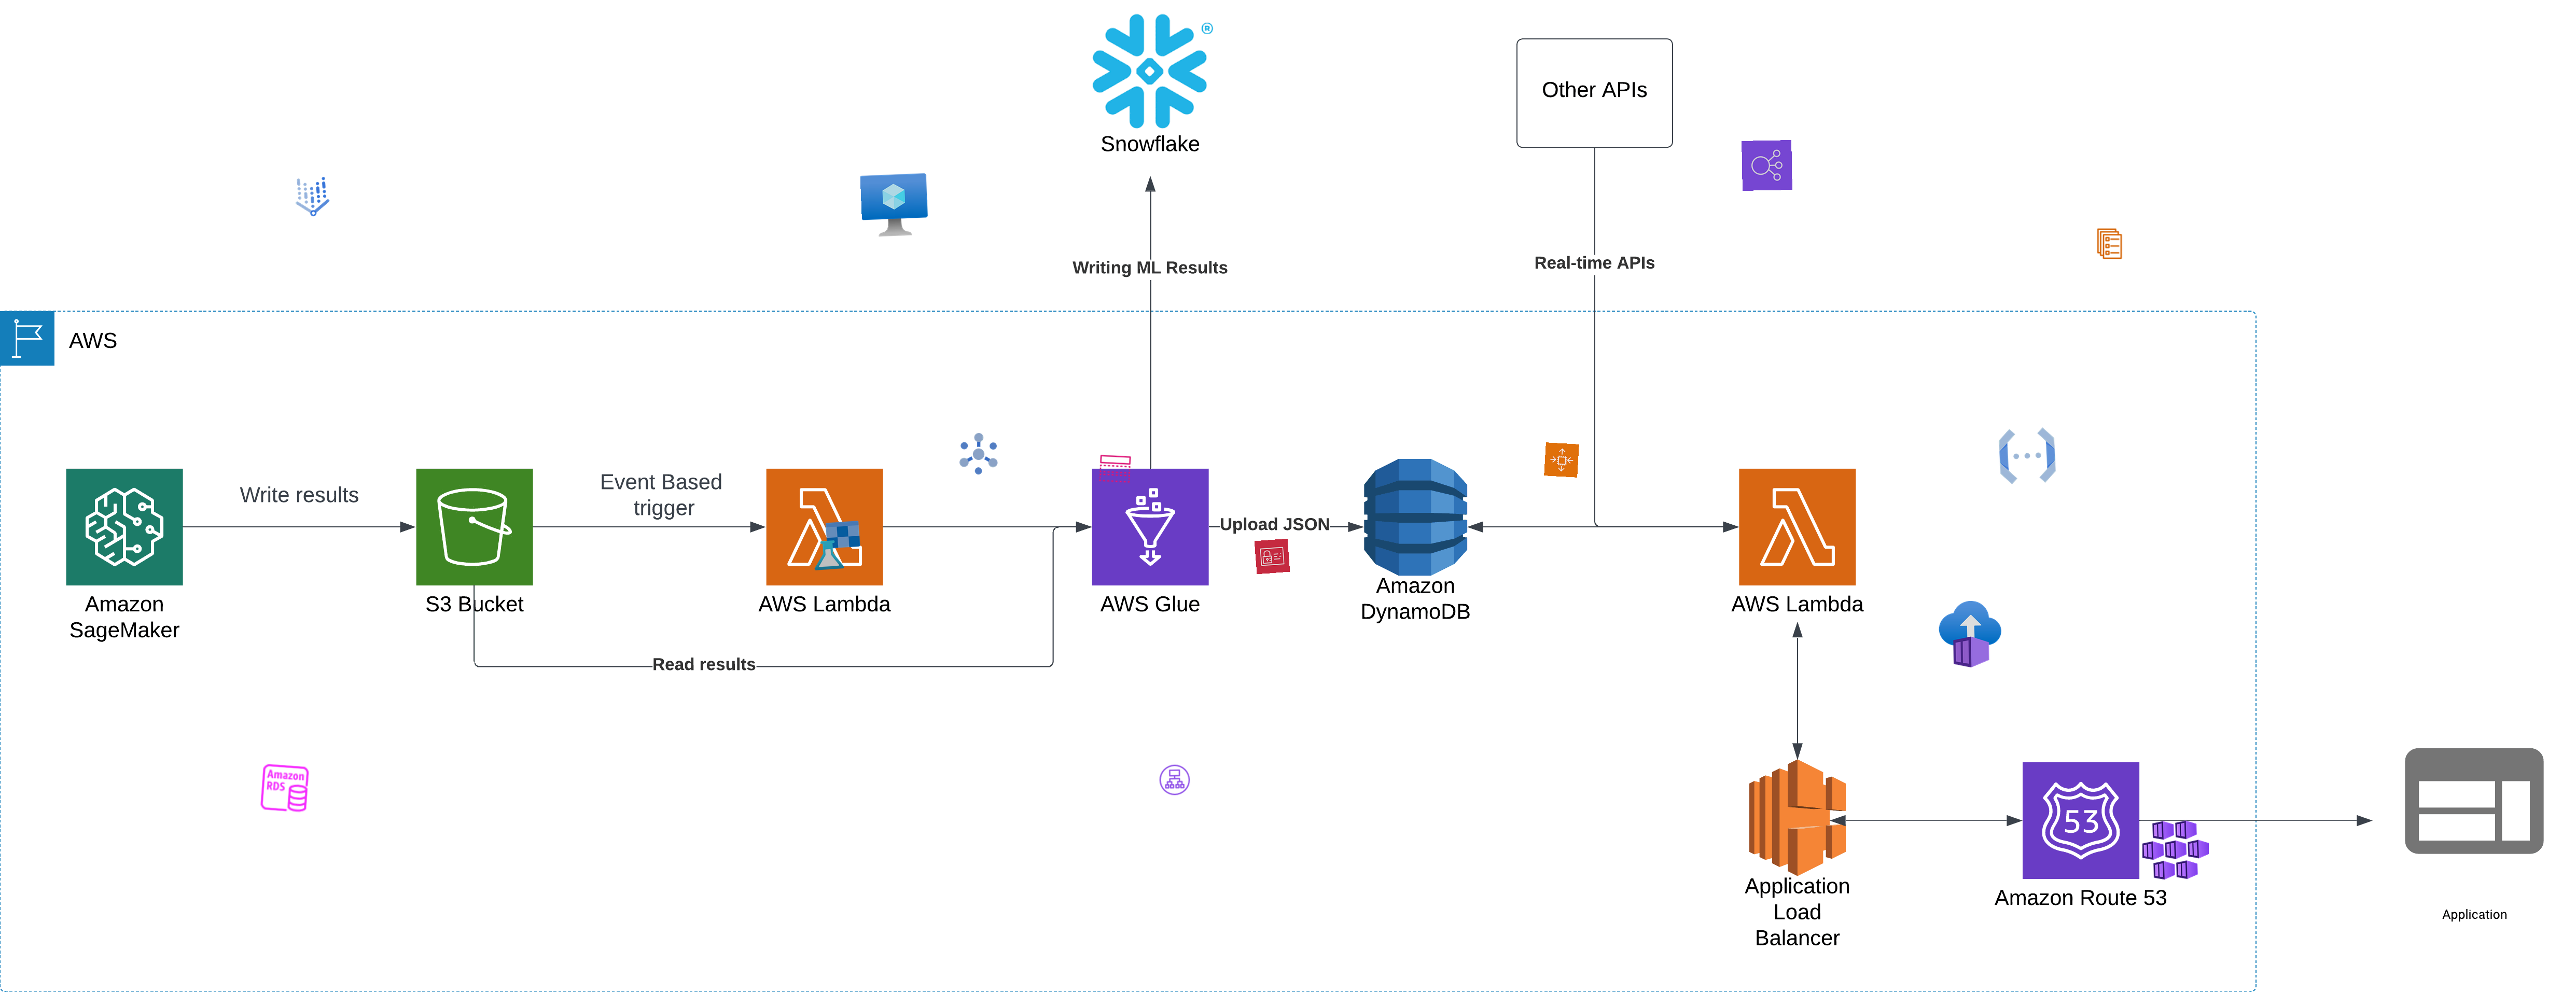 ®
Snowflake
Other APIs
Writing ML Results
Real-time APIs
AWS
Write results
Event Based
trigger
Upload JSON
Amazon
SageMaker
S3 Bucket
AWS Lambda
AWS Glue
Amazon
DynamoDB
AWS Lambda
Read results
Amazon
RDS
53
Application
Load
Balancer
Amazon Route 53
Application